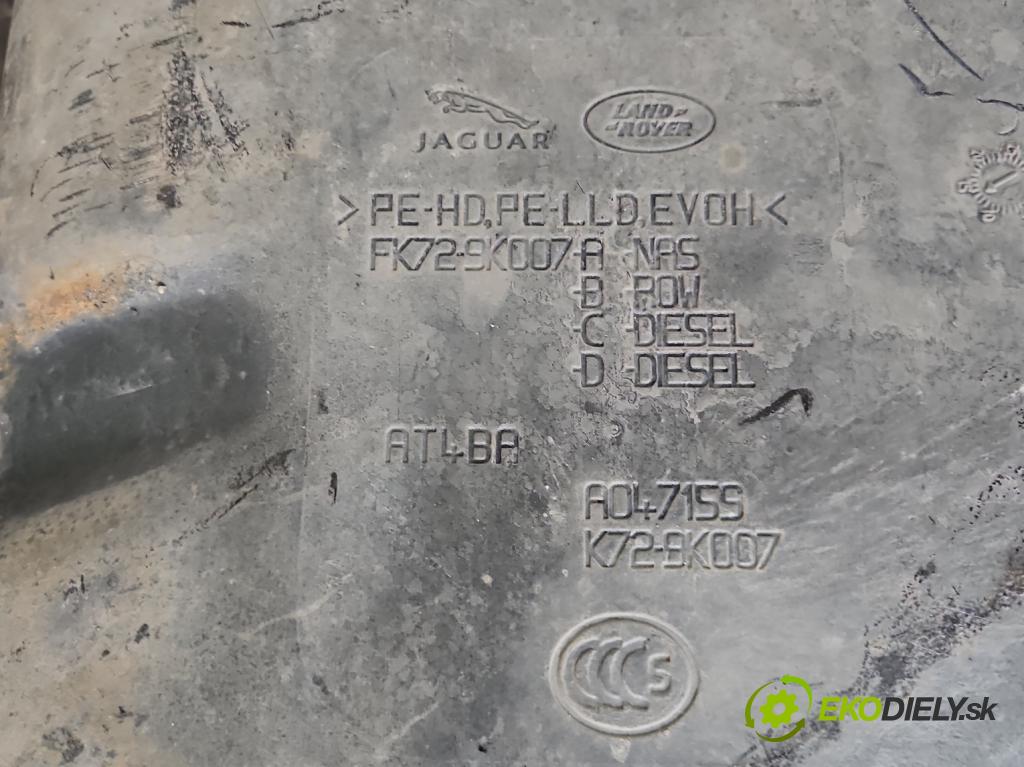 JAGUAR
LAND-
-ROVER
>PE-HD,PE-LLD,EVOH<
FK72-9K007-A -NAS
-B -ROW
-C -DIESEL
-D -DIESEL
AT4BA
A047159
K72-9K007
CCC S
EKODIELY.sk